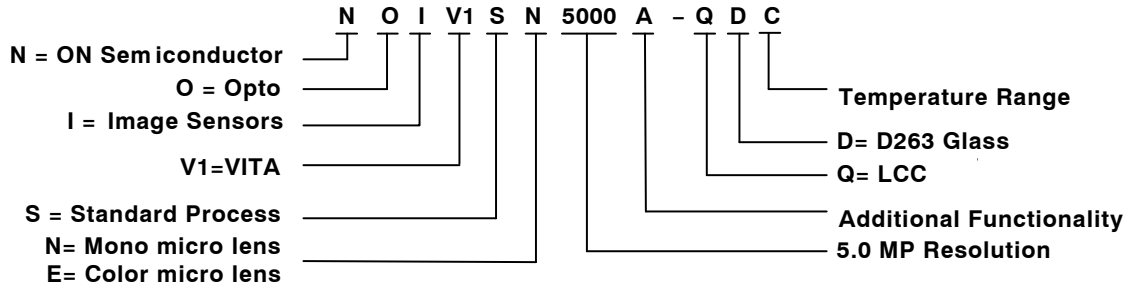 N O I V1 S N 5000 A - Q D C
N = ON Semiconductor
O = Opto
I = Image Sensors
V1=VITA
S = Standard Process
N= Mono micro lens
E= Color micro lens
Temperature Range
D= D263 Glass
Q= LCC
Additional Functionality
5.0 MP Resolution